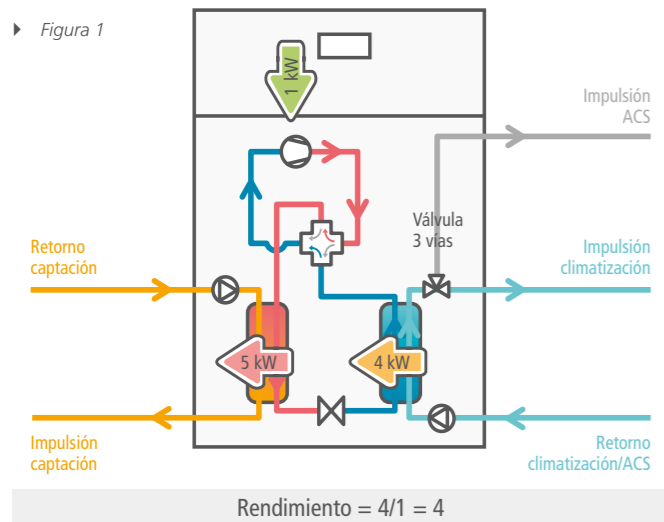 Figura 1
1 kW
Impulsión
ACS
Válvula
3 vías
Retorno
captación
Impulsión
climatización
5 kW
4 kW
Impulsión
captación
Retorno
climatización/ACS
Rendimiento = 4/1 = 4